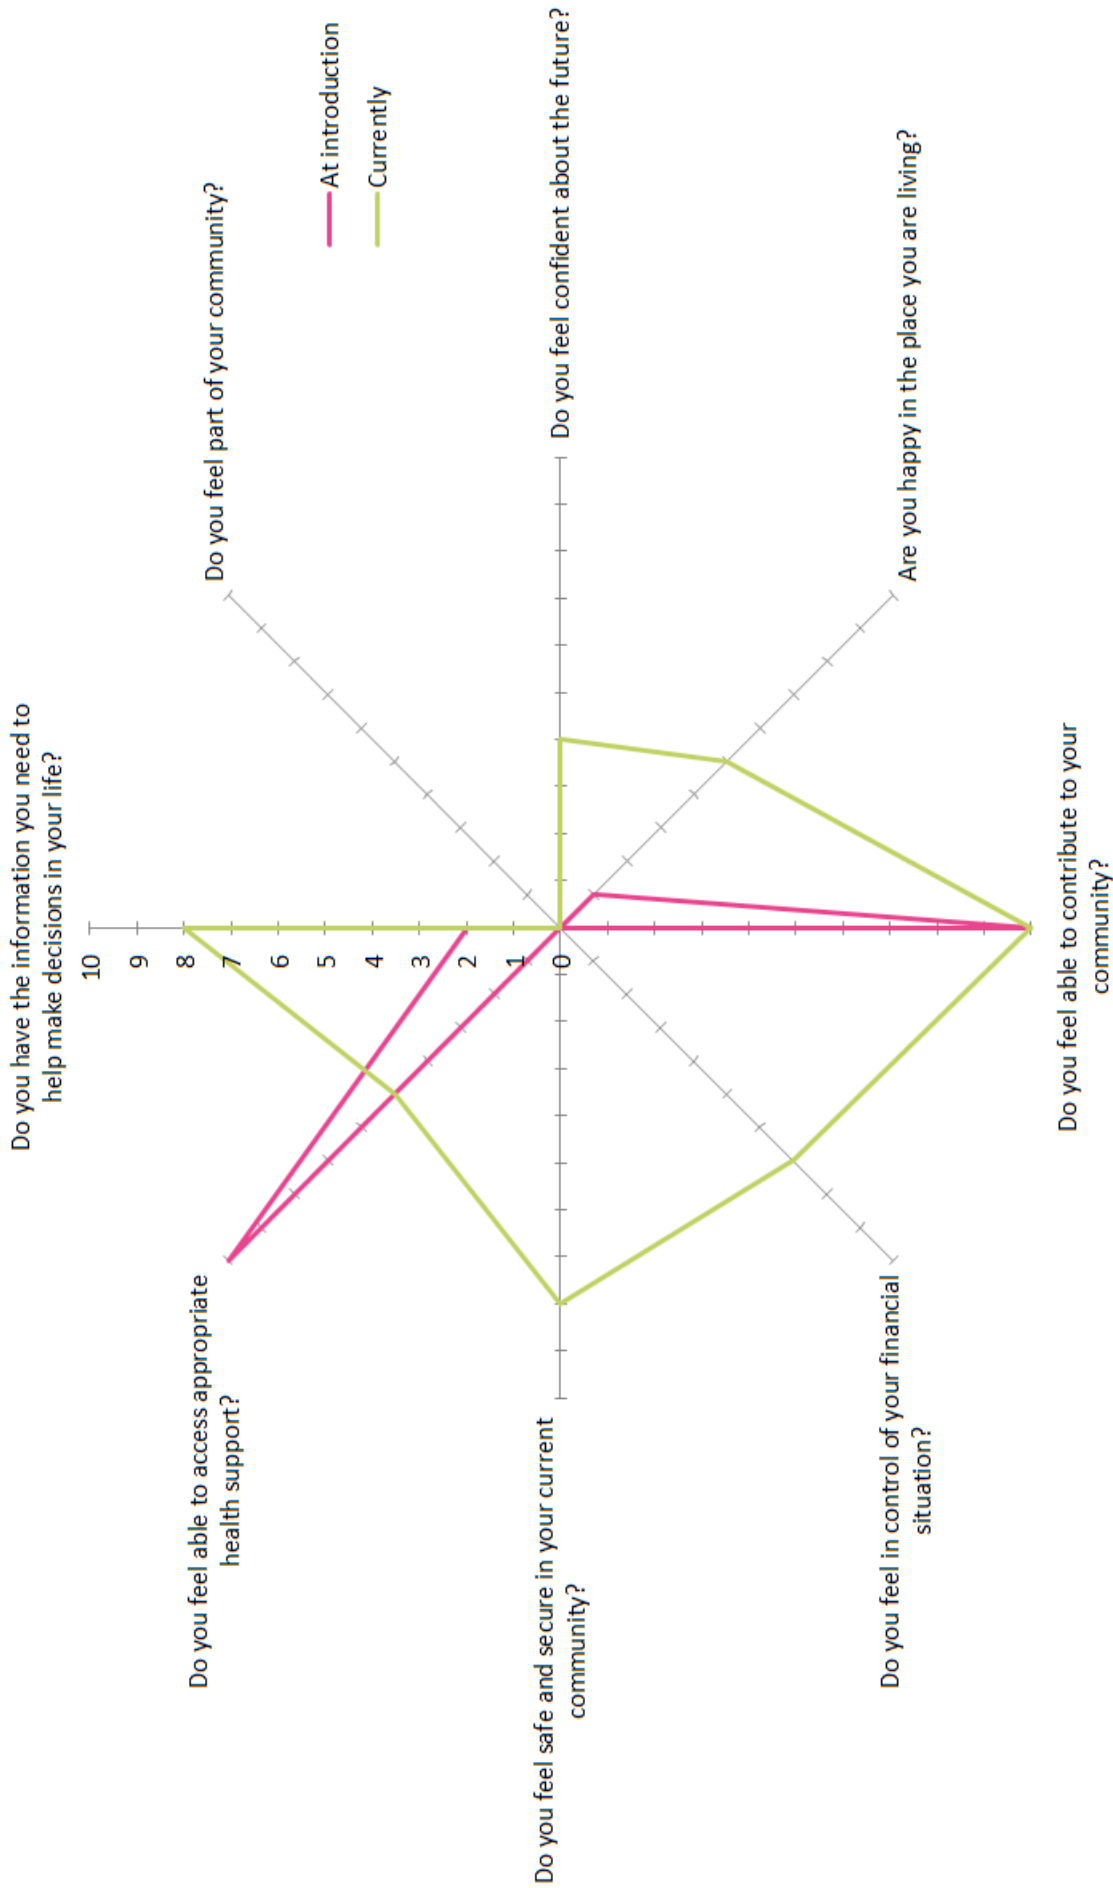 Do you have the information you need to
help make decisions in your life?
Do you feel part of your community?
At introduction
Currently
Do you feel confident about the future?
Are you happy in the place you are living?
Do you feel able to contribute to your
community?
Do you feel in control of your financial
situation?
Do you feel safe and secure in your current
community?
Do you feel able to access appropriate
health support?
10
9
8
7
6
5
4
3
2
1
0